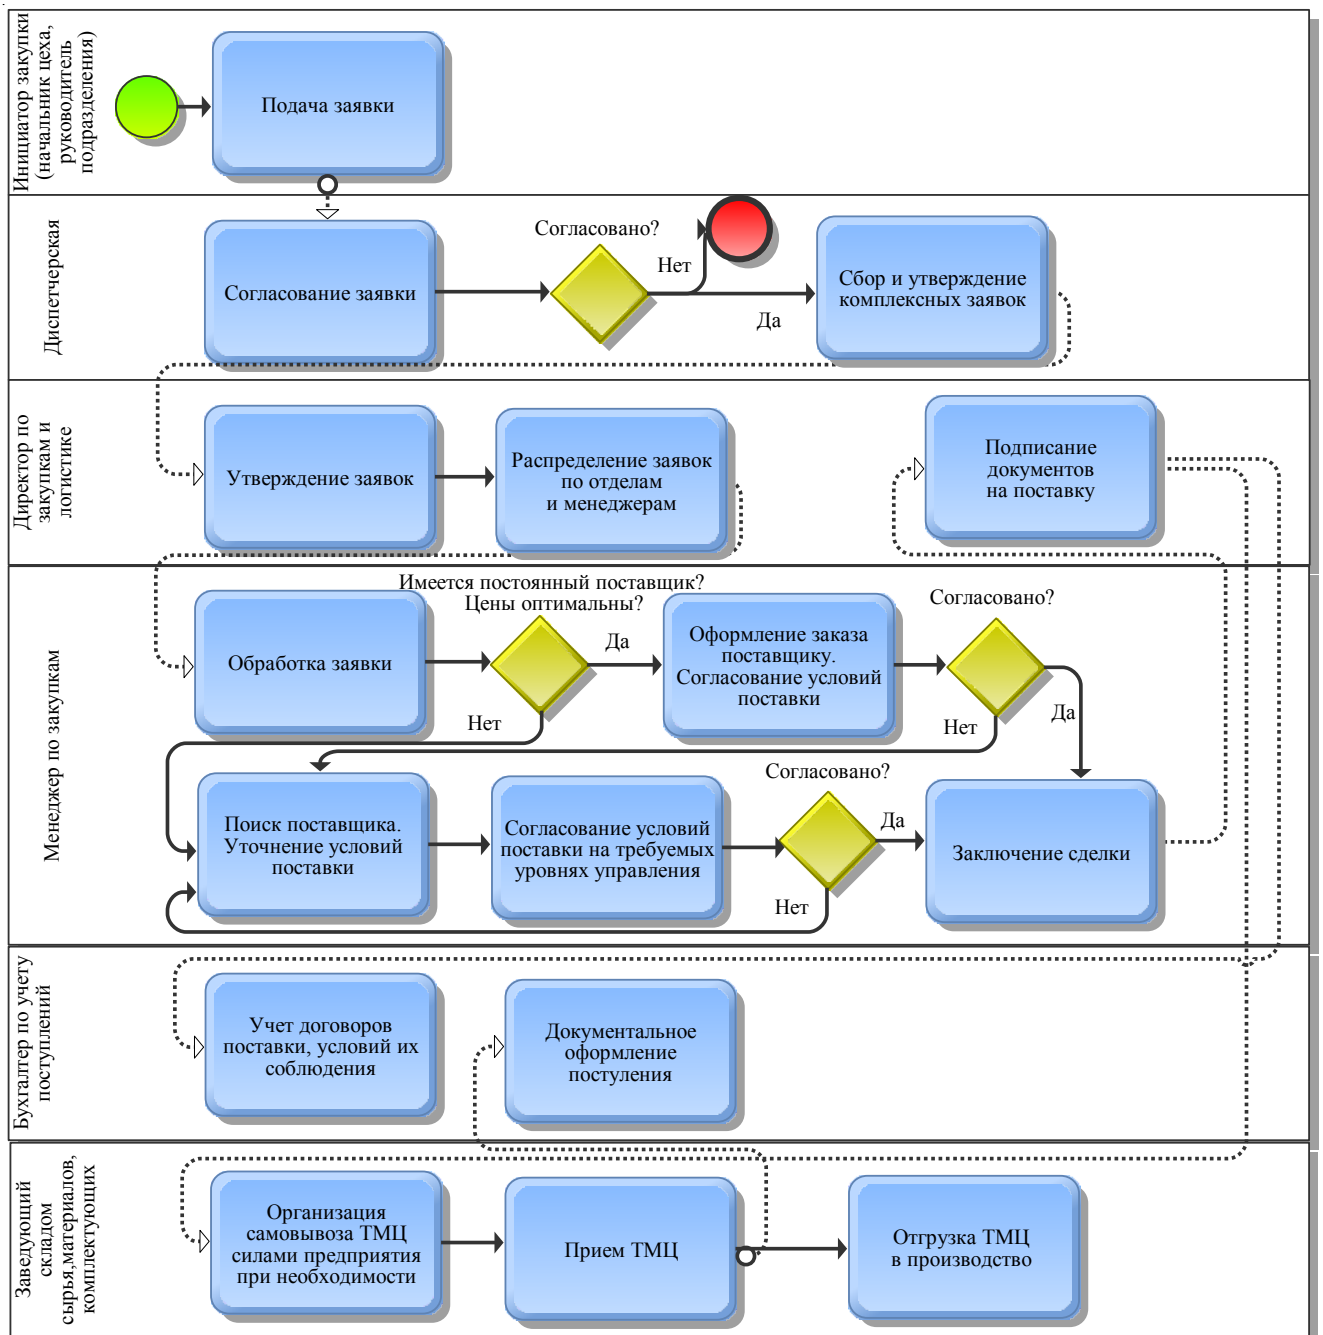 Инициатор закупки
(начальник цеха,
руководитель
подразделения)
Подача заявки
Диспетчерская
Согласование заявки
Согласовано?
Нет
Да
Сбор и утверждение
комплексных заявок
Директор по
закупкам и
логистике
Утверждение заявок
Распределение заявок
по отделам
и менеджерам
Подписание
документов
на поставку
Менеджер по закупкам
Обработка заявки
Имеется постоянный поставщик?
Цены оптимальны?
Да
Нет
Оформление заказа
поставщику.
Согласование условий
поставки
Согласовано?
Нет
Да
Поиск поставщика.
Уточнение условий
поставки
Согласование условий
поставки на требуемых
уровнях управления
Согласовано?
Да
Нет
Заключение сделки
Бухгалтер по учету
поступлений
Учет договоров
поставки, условий их
соблюдения
Документальное
оформление
постуления
Заведующий
складом
сырья,материалов,
комплектующих
Организация
самовывоза ТМЦ
силами предприятия
при необходимости
Прием ТМЦ
Отгрузка ТМЦ
в производство